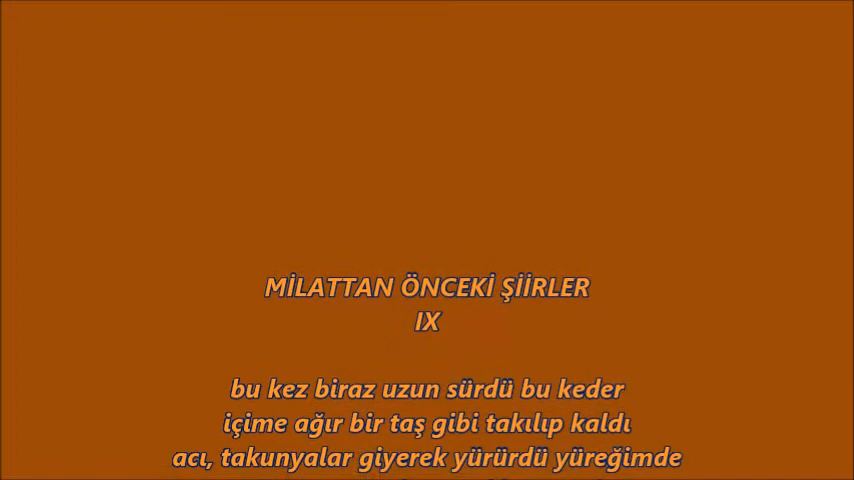 MİLATTAN ÖNCEKİ ŞİİRLER
IX
bu kez biraz uzun sürdü bu keder
içime ağır bir taş gibi takılıp kaldı
acı, takunyalar giyerek yürürdü yüreğimde